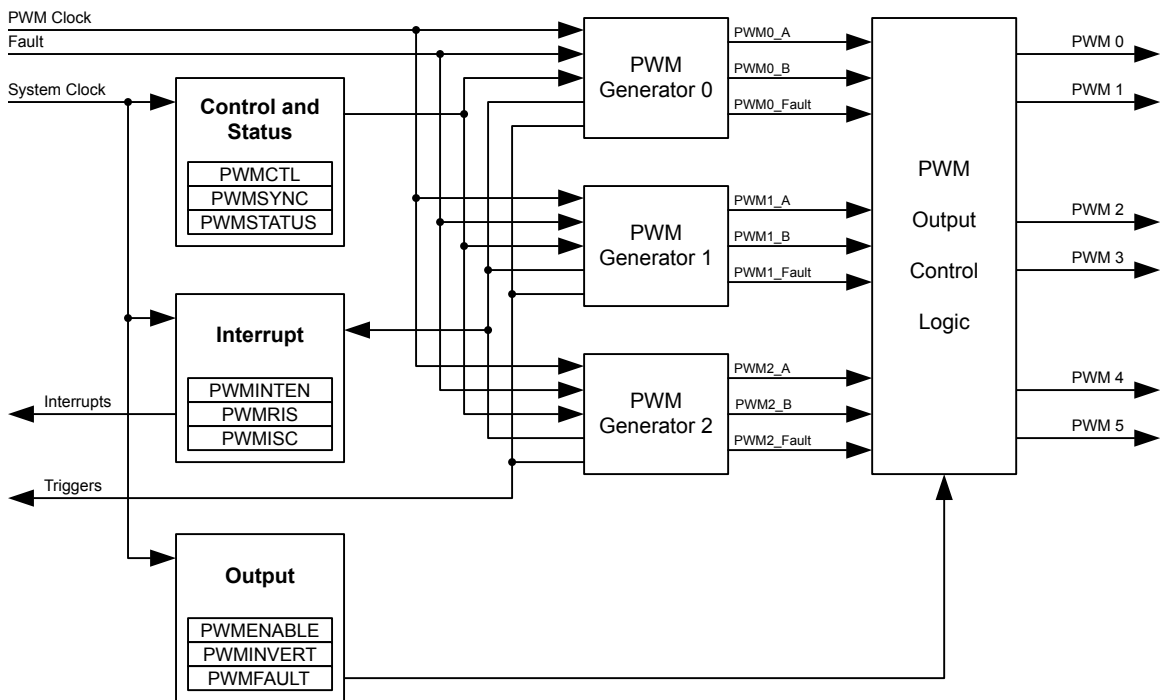 PWM Clock
Fault
System Clock
Control and
Status
PWMCTL
PWMSYNC
PWMSTATUS
Interrupt
PWMINTEN
PWMRIS
PWMISC
Interrupts
Triggers
Output
PWMENABLE
PWMINVERT
PWMFAULT
PWM
Generator 0
PWM0_A
PWM0_B
PWM0_Fault
PWM
Generator 1
PWM1_A
PWM1_B
PWM1_Fault
PWM
Generator 2
PWM2_A
PWM2_B
PWM2_Fault
PWM
Output
Control
Logic
PWM 0
PWM 1
PWM 2
PWM 3
PWM 4
PWM 5